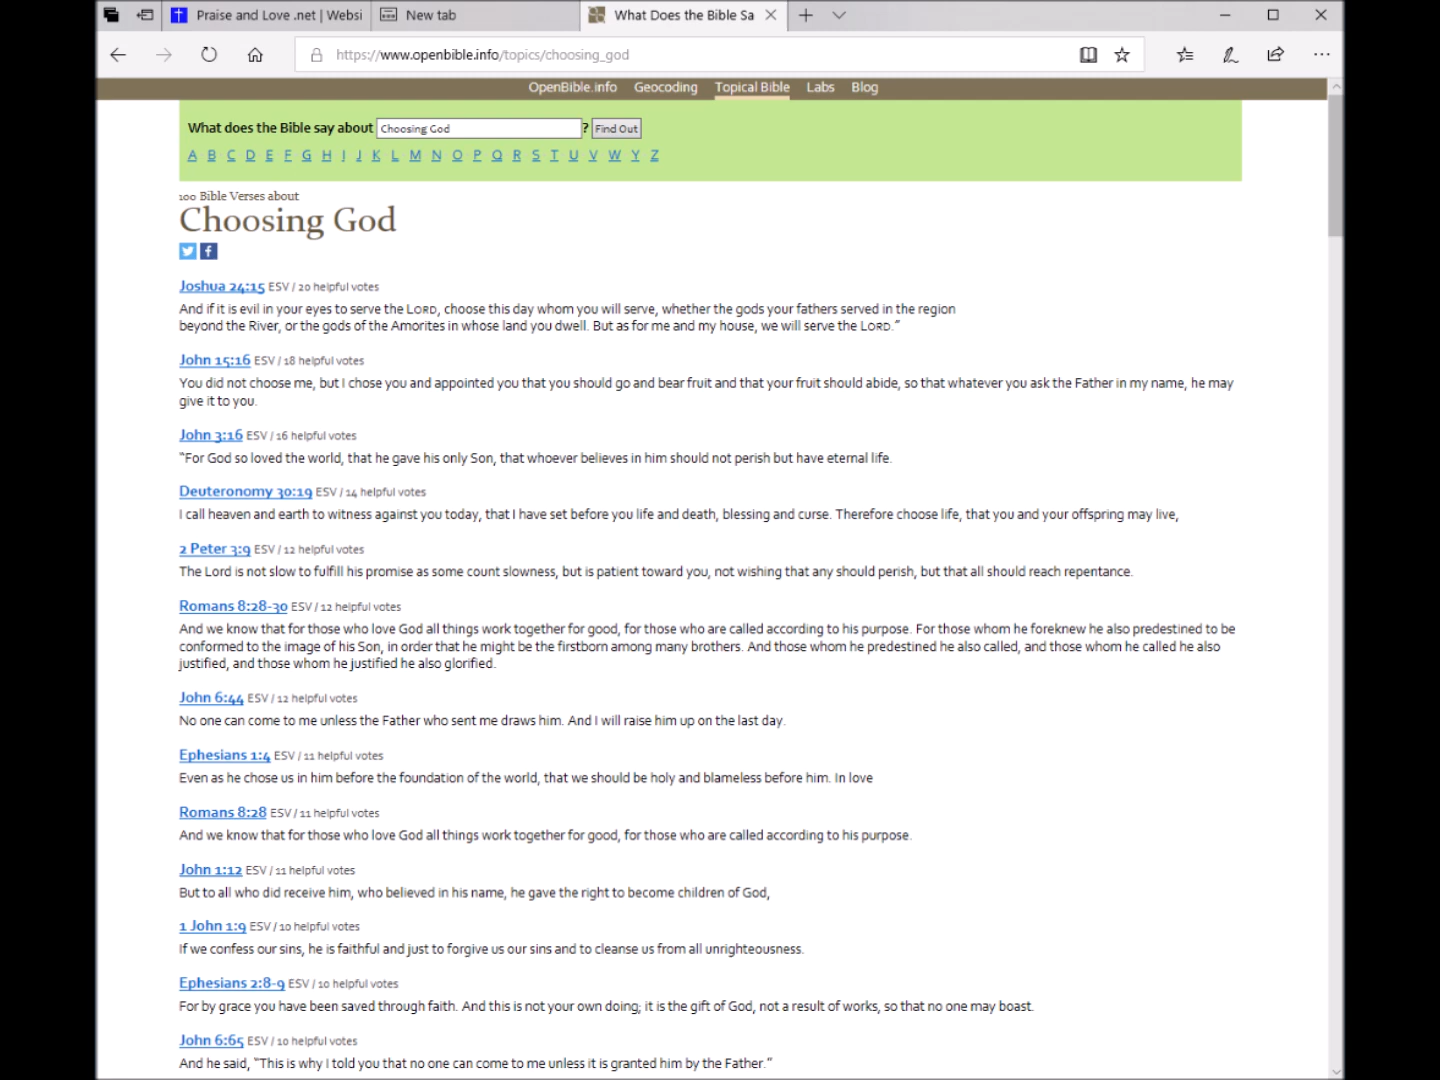 Praise and Love .net | Websi
New tab
What Does the Bible Sa
https://www.openbible.info/topics/choosing_god
OpenBible.info Geocoding Topical Bible Labs Blog
What does the Bible say about Choosing God ? Find Out
A B C D E F G H I J K L M N O P Q R S T U V W Y Z
100 Bible Verses about
Choosing God
Joshua 24:15 ESV / 20 helpful votes
And if it is evil in your eyes to serve the LORD, choose this day whom you will serve, whether the gods your fathers served in the region
beyond the River, or the gods of the Amorites in whose land you dwell. But as for me and my house, we will serve the LORD.”
John 15:16 ESV / 18 helpful votes
You did not choose me, but I chose you and appointed you that you should go and bear fruit and that your fruit should abide, so that whatever you ask the Father in my name, he may
give it to you.
John 3:16 ESV / 16 helpful votes
“For God so loved the world, that he gave his only Son, that whoever believes in him should not perish but have eternal life.
Deuteronomy 30:19 ESV / 14 helpful votes
I call heaven and earth to witness against you today, that I have set before you life and death, blessing and curse. Therefore choose life, that you and your offspring may live,
2 Peter 3:9 ESV / 12 helpful votes
The Lord is not slow to fulfill his promise as some count slowness, but is patient toward you, not wishing that any should perish, but that all should reach repentance.
Romans 8:28-30 ESV / 12 helpful votes
And we know that for those who love God all things work together for good, for those who are called according to his purpose. For those whom he foreknew he also predestined to be
conformed to the image of his Son, in order that he might be the firstborn among many brothers. And those whom he predestined he also called, and those whom he called he also
justified, and those whom he justified he also glorified.
John 6:44 ESV / 12 helpful votes
No one can come to me unless the Father who sent me draws him. And I will raise him up on the last day.
Ephesians 1:4 ESV / 11 helpful votes
Even as he chose us in him before the foundation of the world, that we should be holy and blameless before him. In love
Romans 8:28 ESV / 11 helpful votes
And we know that for those who love God all things work together for good, for those who are called according to his purpose.
John 1:12 ESV / 11 helpful votes
But to all who did receive him, who believed in his name, he gave the right to become children of God,
1 John 1:9 ESV / 10 helpful votes
If we confess our sins, he is faithful and just to forgive us our sins and to cleanse us from all unrighteousness.
Ephesians 2:8-9 ESV / 10 helpful votes
For by grace you have been saved through faith. And this is not your own doing; it is the gift of God, not a result of works, so that no one may boast.
John 6:65 ESV / 10 helpful votes
And he said, “This is why I told you that no one can come to me unless it is granted him by the Father.”